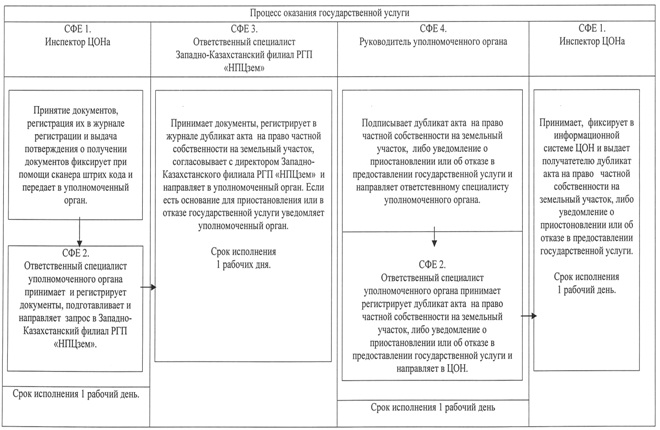 Процесс оказания государственной услуги
СФЕ 1.
Инспектор ЦОНа
СФЕ 3.
Ответственный специалист
Западно-Казахстанский филиал РГП
«НПЦзем»
СФЕ 4.
Руководитель уполномоченного органа
СФЕ 1.
Инспектор ЦОНа
Принятие документов,
регистрация их в журнале
регистрации и выдача
потверждения о получении
документов фиксирует при
помощи сканера штрих кода и
передает в уполномоченный
орган.
СФЕ 2.
Ответственный специалист
уполномоченного органа
принимает и регистрирует
документы, подготавливает и
направляет запрос в Западно-
Казахстанский филиал РГП
«НПЦзем».
Срок исполнения 1 рабочий день.
Принимает документы, регистрирует в
журнале дубликат акта на право частной
собственности на земельный участок,
согласовывает с директором Западно-
Казахстанского филиала РГП «НПЦзем» и
направляет в уполномоченный орган. Если
есть основание для приостановления или в
отказе государственной услуги уведомляет
уполномоченный орган.
Срок исполнения
1 рабочих дня.
Подписывает дубликат акта на право
частной собственности на земельный
участок, либо уведомление о
приостановлении или об отказе в
предоставлении государственной услуги и
направляет ответственному специалисту
уполномоченного органа.
СФЕ 2.
Ответственный специалист
уполномоченного органа принимает
регистрирует дубликат акта на право
частной собственности на земельный
участок, либо уведомление о
приостановлении или об отказе в
предоставлении государственной услуги и
направляет в ЦОН.
Срок исполнения 1 рабочий день
Принимает, фиксирует в
информационной
системе ЦОН и выдает
получателю дубликат
акта на право частной
собственности на
земельный участок, либо
уведомление о
приостоновлении или об
отказе в предоставлении
государственной услуги.
Срок исполнения
1 рабочий день.